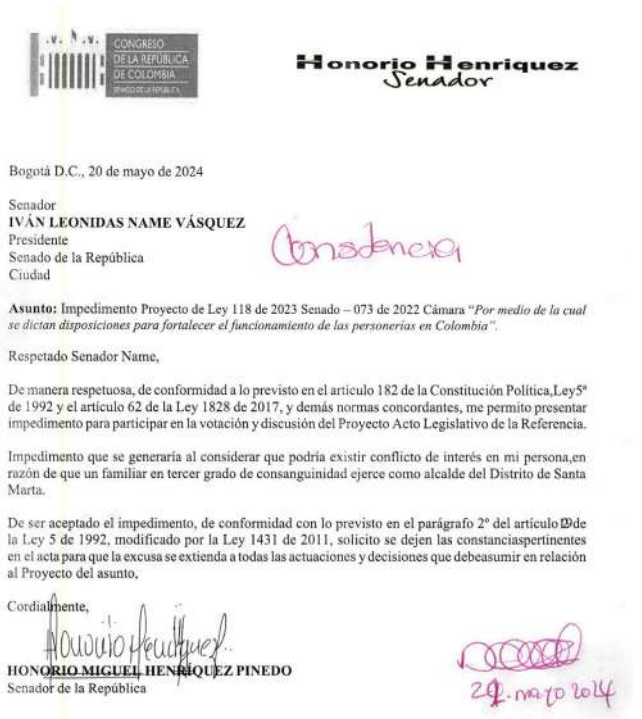 CONGRESO
DE LA REPÚBLICA
DE COLOMBIA
SENADO DE LA REPÚBLICA
Honorio Henriquez
Senador
Bogotá D.C., 20 de mayo de 2024
Senador
IVÁN LEONIDAS NAME VÁSQUEZ
Presidente
Senado de la República
Ciudad
Constancia
Asunto: Impedimento Proyecto de Ley 118 de 2023 Senado – 073 de 2022 Cámara "Por medio de la cual
se dictan disposiciones para fortalecer el funcionamiento de las personerías en Colombia".
Respetado Senador Name,
De manera respetuosa, de conformidad a lo previsto en el artículo 182 de la Constitución Política,Ley5ª
de 1992 y el artículo 62 de la Ley 1828 de 2017, y demás normas concordantes, me permito presentar
impedimento para participar en la votación y discusión del Proyecto Acto Legislativo de la Referencia.
Impedimento que se generaría al considerar que podría existir conflicto de interés en mi persona,en
razón de que un familiar en tercer grado de consanguinidad ejerce como alcalde del Distrito de Santa
Marta.
De ser aceptado el impedimento, de conformidad con lo previsto en el parágrafo 2º del artículo de
la Ley 5 de 1992, modificado por la Ley 1431 de 2011, solicito se dejen las constanciaspertinentes
en el acta para que la excusa se extienda a todas las actuaciones y decisiones que debeasumir en relación
al Proyecto del asunto,
Cordialmente,
Honorio Henríquez
HONORIO MIGUEL HENRÍQUEZ PINEDO
Senador de la República
mayo 2024